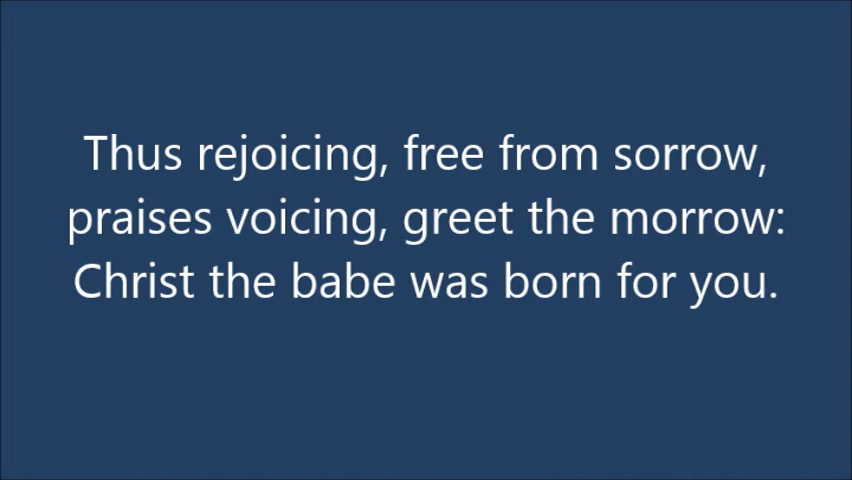 Thus rejoicing, free from sorrow,
praises voicing, greet the morrow:
Christ the babe was born for you.